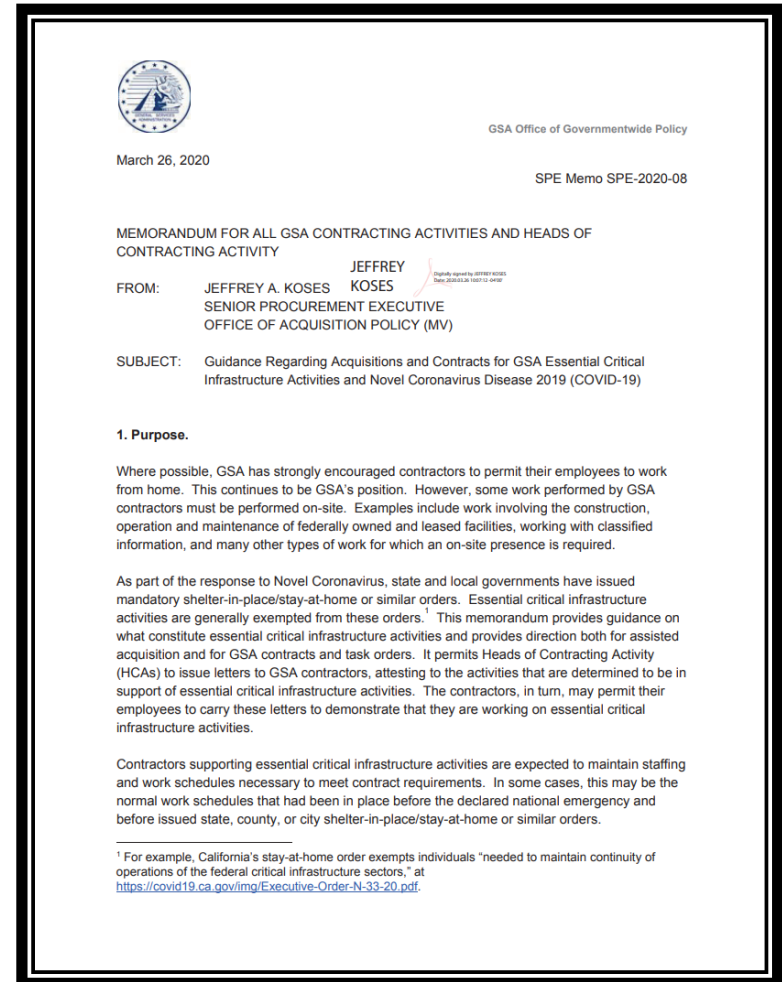 GSA Office of Governmentwide Policy
March 26, 2020
SPE Memo SPE-2020-08
MEMORANDUM FOR ALL GSA CONTRACTING ACTIVITIES AND HEADS OF
CONTRACTING ACTIVITY
JEFFREY
KOSES
Digitally signed by JEFFREY KOSES
Date: 2020.03.26 10:07:12 -04'00'
FROM: JEFFREY A. KOSES
SENIOR PROCUREMENT EXECUTIVE
OFFICE OF ACQUISITION POLICY (MV)
SUBJECT: Guidance Regarding Acquisitions and Contracts for GSA Essential Critical
Infrastructure Activities and Novel Coronavirus Disease 2019 (COVID-19)
1. Purpose.
Where possible, GSA has strongly encouraged contractors to permit their employees to work
from home. This continues to be GSA's position. However, some work performed by GSA
contractors must be performed on-site. Examples include work involving the construction,
operation and maintenance of federally owned and leased facilities, working with classified
information, and many other types of work for which an on-site presence is required.
As part of the response to Novel Coronavirus, state and local governments have issued
mandatory shelter-in-place/stay-at-home or similar orders. Essential critical infrastructure
activities are generally exempted from these orders.1 This memorandum provides guidance on
what constitute essential critical infrastructure activities and provides direction both for assisted
acquisition and for GSA contracts and task orders. It permits Heads of Contracting Activity
(HCAs) to issue letters to GSA contractors, attesting to the activities that are determined to be in
support of essential critical infrastructure activities. The contractors, in turn, may permit their
employees to carry these letters to demonstrate that they are working on essential critical
infrastructure activities.
Contractors supporting essential critical infrastructure activities are expected to maintain staffing
and work schedules necessary to meet contract requirements. In some cases, this may be the
normal work schedules that had been in place before the declared national emergency and
before issued state, county, or city shelter-in-place/stay-at-home or similar orders.
1 For example, California's stay-at-home order exempts individuals "needed to maintain continuity of
operations of the federal critical infrastructure sectors," at
https://covid19.ca.gov/img/Executive-Order-N-33-20.pdf.